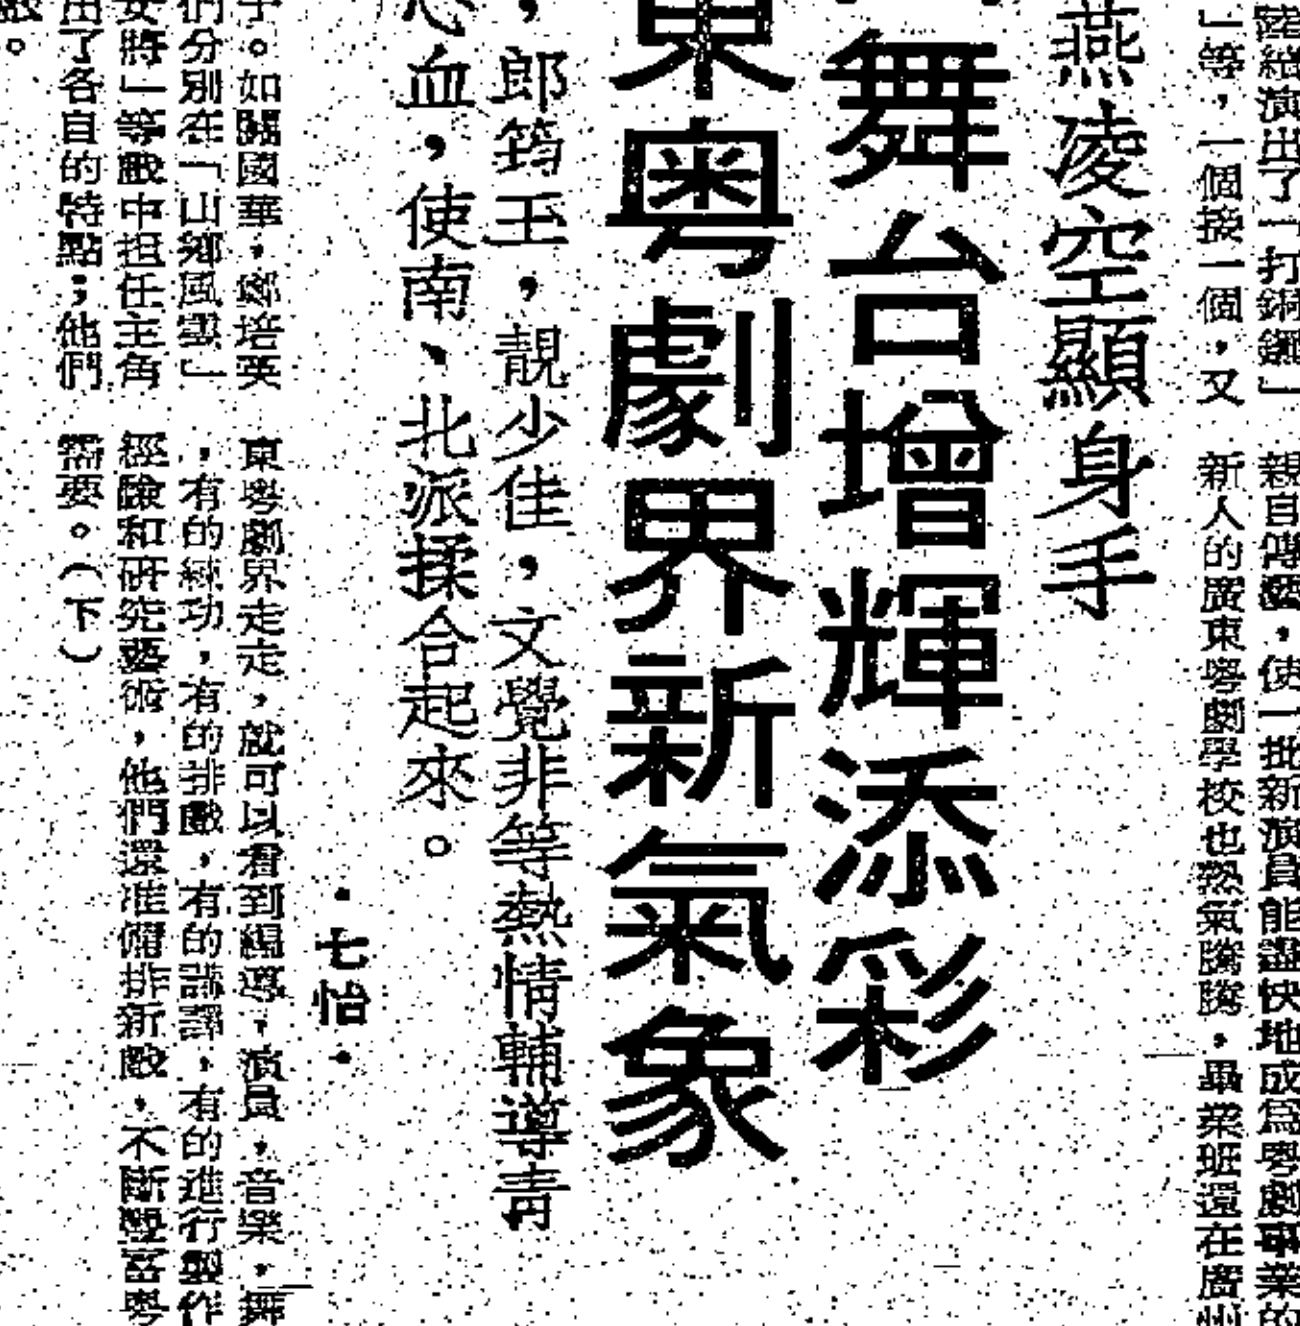 陸續演出了「打銅鑼」
」等，一個接一個，又
親自傳藝，使一批新演員能盡快地成為粵劇事業的
新人的廣東粵劇學校也熱氣騰騰，畢業班還在廣州
燕凌空顯身手
舞台增輝添彩
東粵劇界新氣象
，郎筠玉，靚少佳，文覺非等熱情輔導青
心血，使南、北派揉合起來。
·七怡·
子。如關國華，鄭培英
們分別在「山鄉風雲」
女將」等戲中担任主角
出了各自的特點；他們
。
東粵劇界走走，就可以看到編導，演員，音樂，舞
，有的練功，有的排戲，有的講譯，有的進行製作
經驗和研究藝術，他們還准備排新戲，不斷豐富粵
需要。（下）